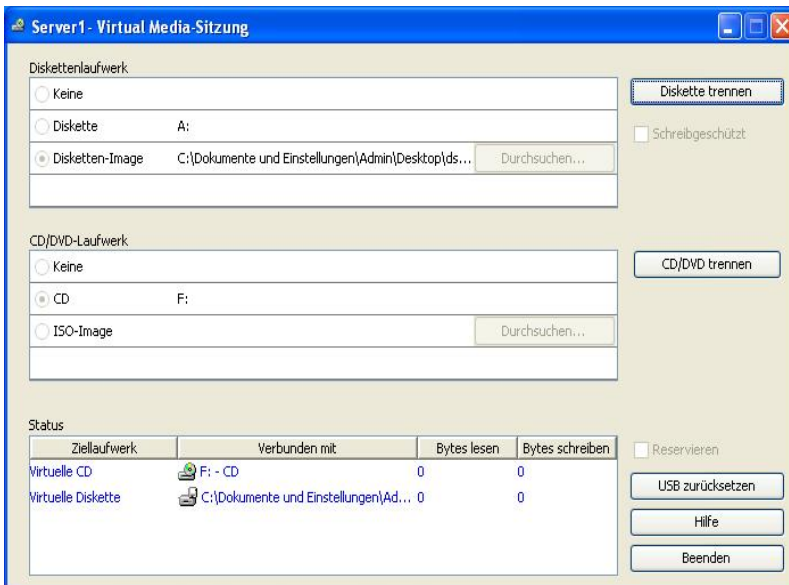 Server1- Virtual Media-Sitzung
Diskettenlaufwerk
Keine
Diskette trennen
Diskette A:
Schreibgeschützt
Disketten-Image C:\Dokumente und Einstellungen\Admin\Desktop\ds... Durchsuchen...
CD/DVD-Laufwerk
Keine
CD/DVD trennen
CD F:
ISO-Image Durchsuchen...
Status
Ziellaufwerk Verbunden mit Bytes lesen Bytes schreiben
Reservieren
Virtuelle CD F: - CD 0 0
Virtuelle Diskette C:\Dokumente und Einstellungen\Ad... 0 0
USB zurücksetzen
Hilfe
Beenden